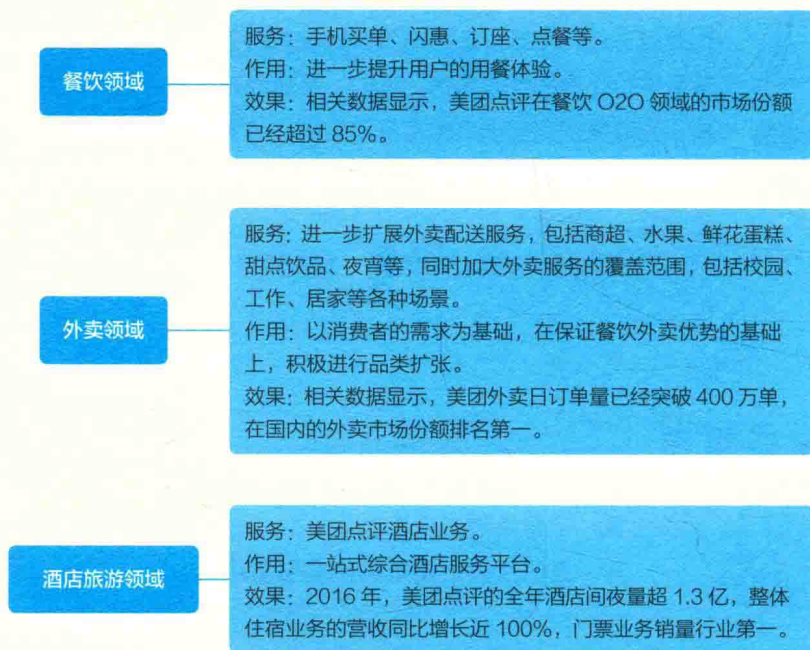 餐饮领域
服务：手机买单、闪惠、订座、点餐等。
作用：进一步提升用户的用餐体验。
效果：相关数据显示，美团点评在餐饮 O2O 领域的市场份额
已经超过 85%。
外卖领域
服务：进一步扩展外卖配送服务，包括商超、水果、鲜花蛋糕、
甜点饮品、夜宵等，同时加大外卖服务的覆盖范围，包括校园、
工作、居家等各种场景。
作用：以消费者的需求为基础，在保证餐饮外卖优势的基础
上，积极进行品类扩张。
效果：相关数据显示，美团外卖日订单量已经突破 400 万单，
在国内的外卖市场份额排名第一。
酒店旅游领域
服务：美团点评酒店业务。
作用：一站式综合酒店服务平台。
效果：2016 年，美团点评的全年酒店间夜量超 1.3 亿，整体
住宿业务的营收同比增长近 100%，门票业务销量行业第一。